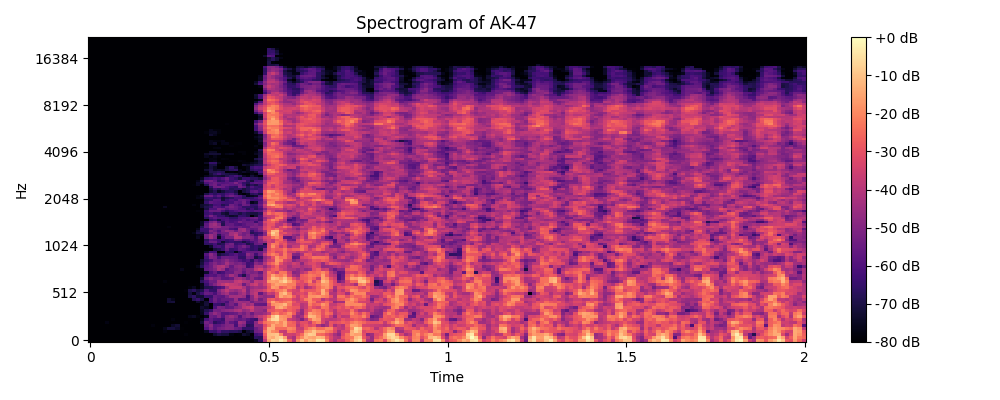 Spectrogram of AK-47
Hz
16384
8192
4096
2048
1024
512
0
0
0.5
1
1.5
2
Time
+0 dB
-10 dB
-20 dB
-30 dB
-40 dB
-50 dB
-60 dB
-70 dB
-80 dB